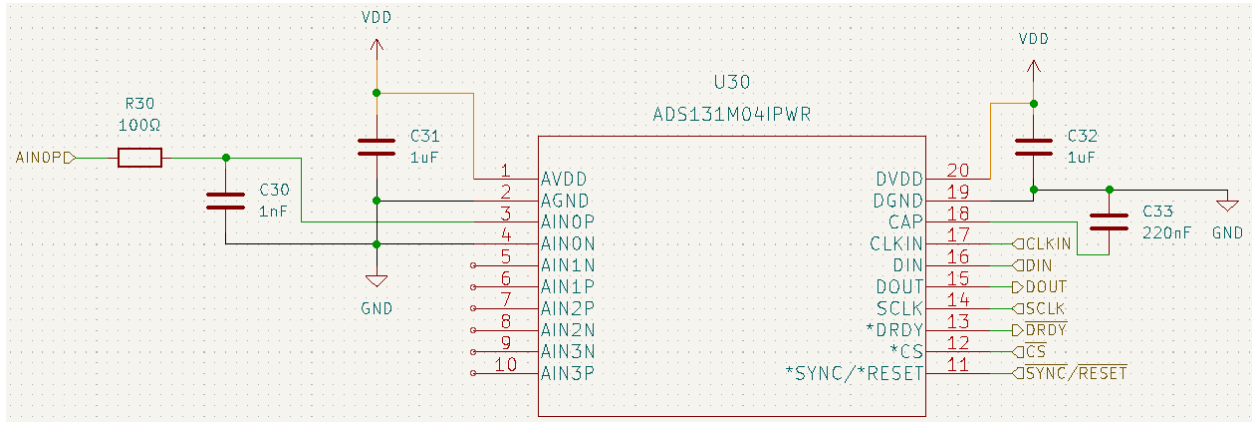 VDD
VDD
U30
ADS131M04IPWR
R30
100Ω
AIN0P
C31
1uF
C32
1uF
C30
1nF
C33
220nF
GND
GND
1 AVDD
2 AGND
3 AIN0P
4 AIN0N
5 AIN1N
6 AIN1P
7 AIN2P
8 AIN2N
9 AIN3N
10 AIN3P
DVDD 20
DGND 19
CAP 18
CLKIN 17 CLKIN
DIN 16 DIN
DOUT 15 DOUT
SCLK 14 SCLK
*DRDY 13 DRDY
*CS 12 CS
*SYNC/*RESET 11 SYNC/RESET